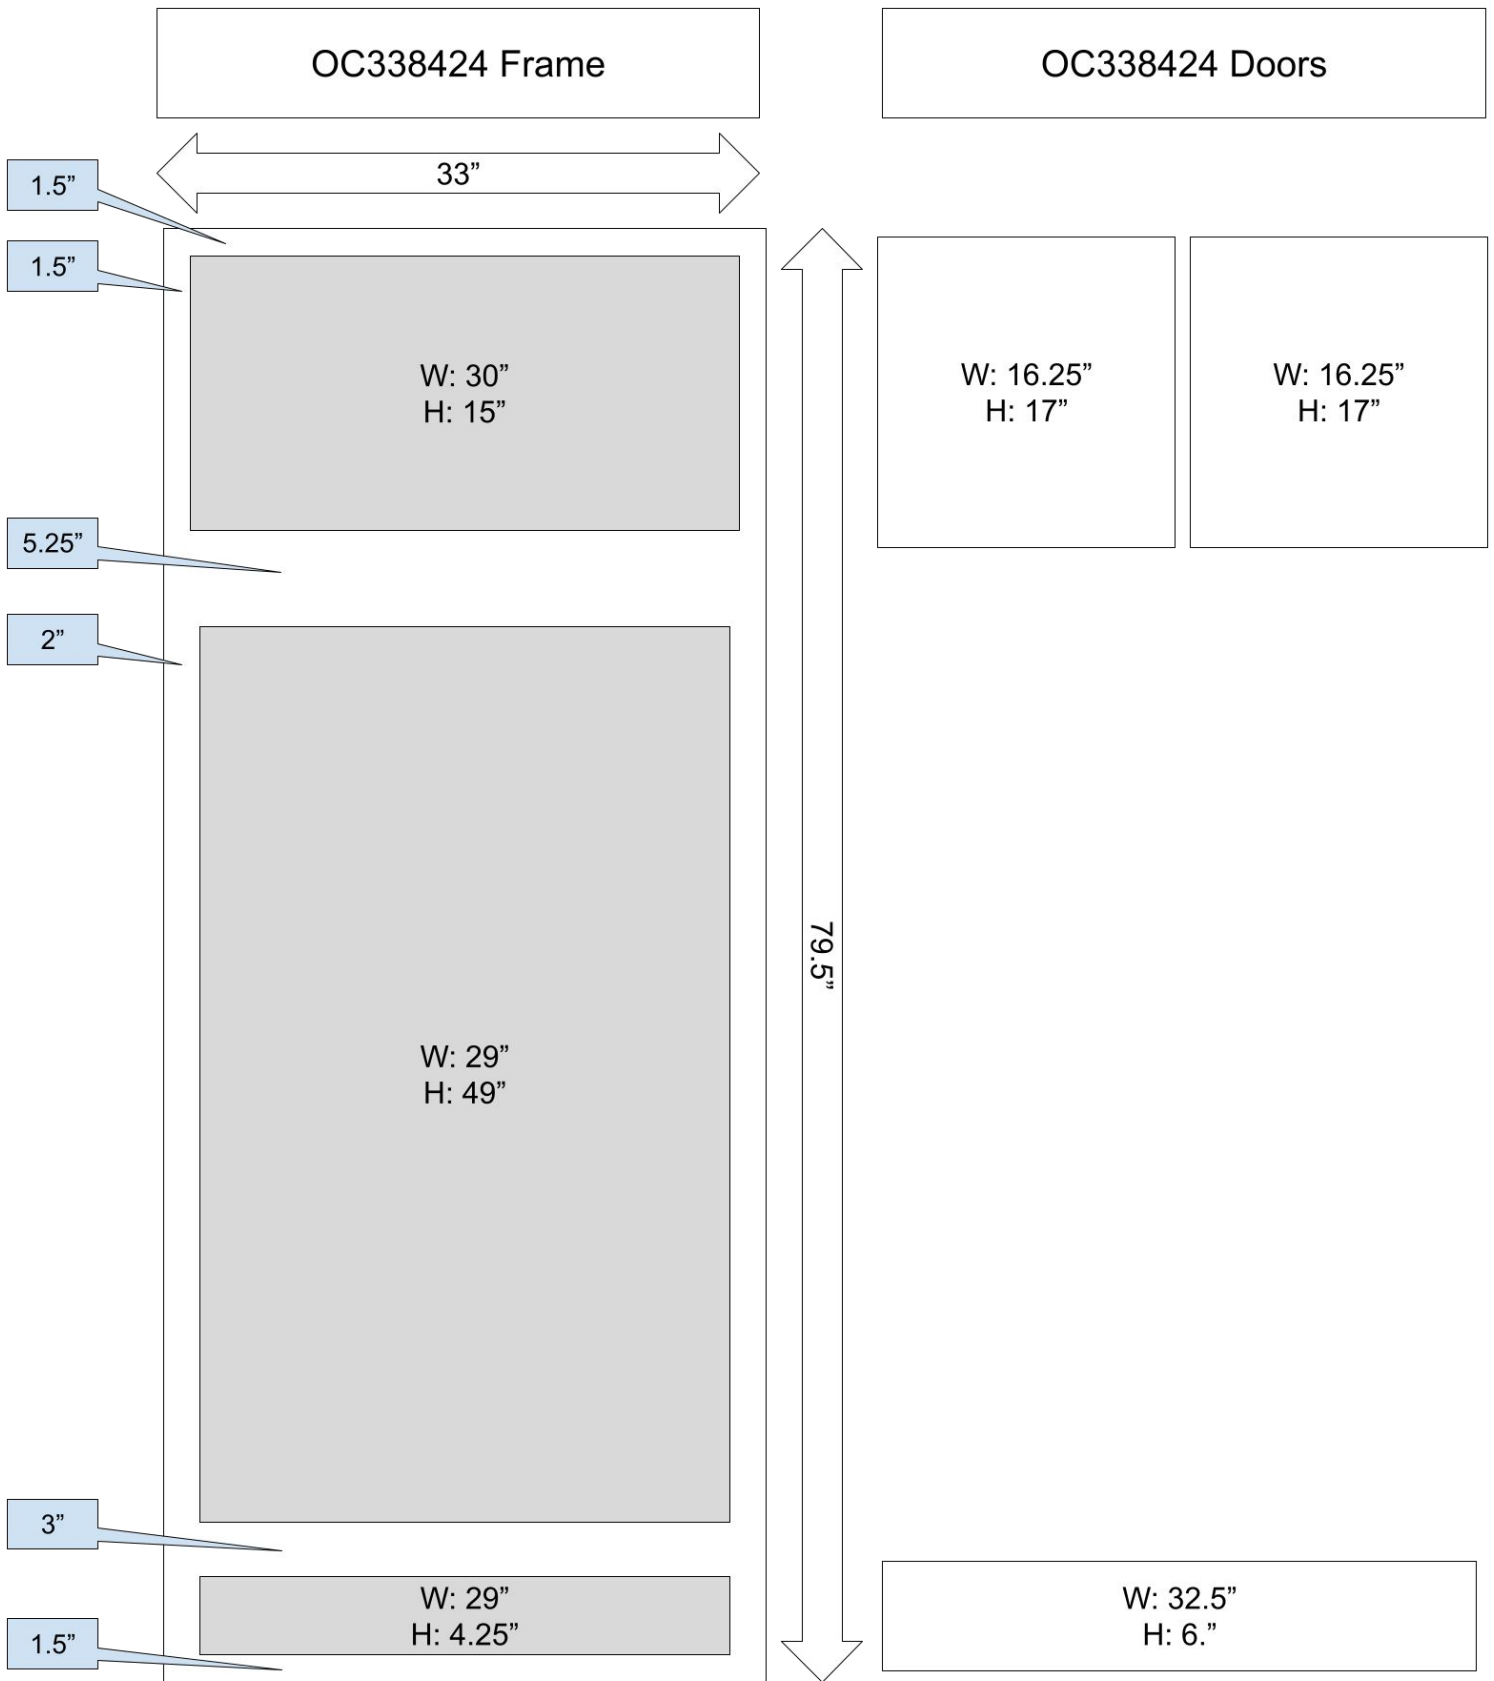 OC338424 Frame
OC338424 Doors
33”
1.5”
1.5”
W: 30”
H: 15”
W: 16.25”
H: 17”
W: 16.25”
H: 17”
5.25”
2”
79.5”
W: 29”
H: 49”
3”
W: 29”
H: 4.25”
W: 32.5”
H: 6.”
1.5”